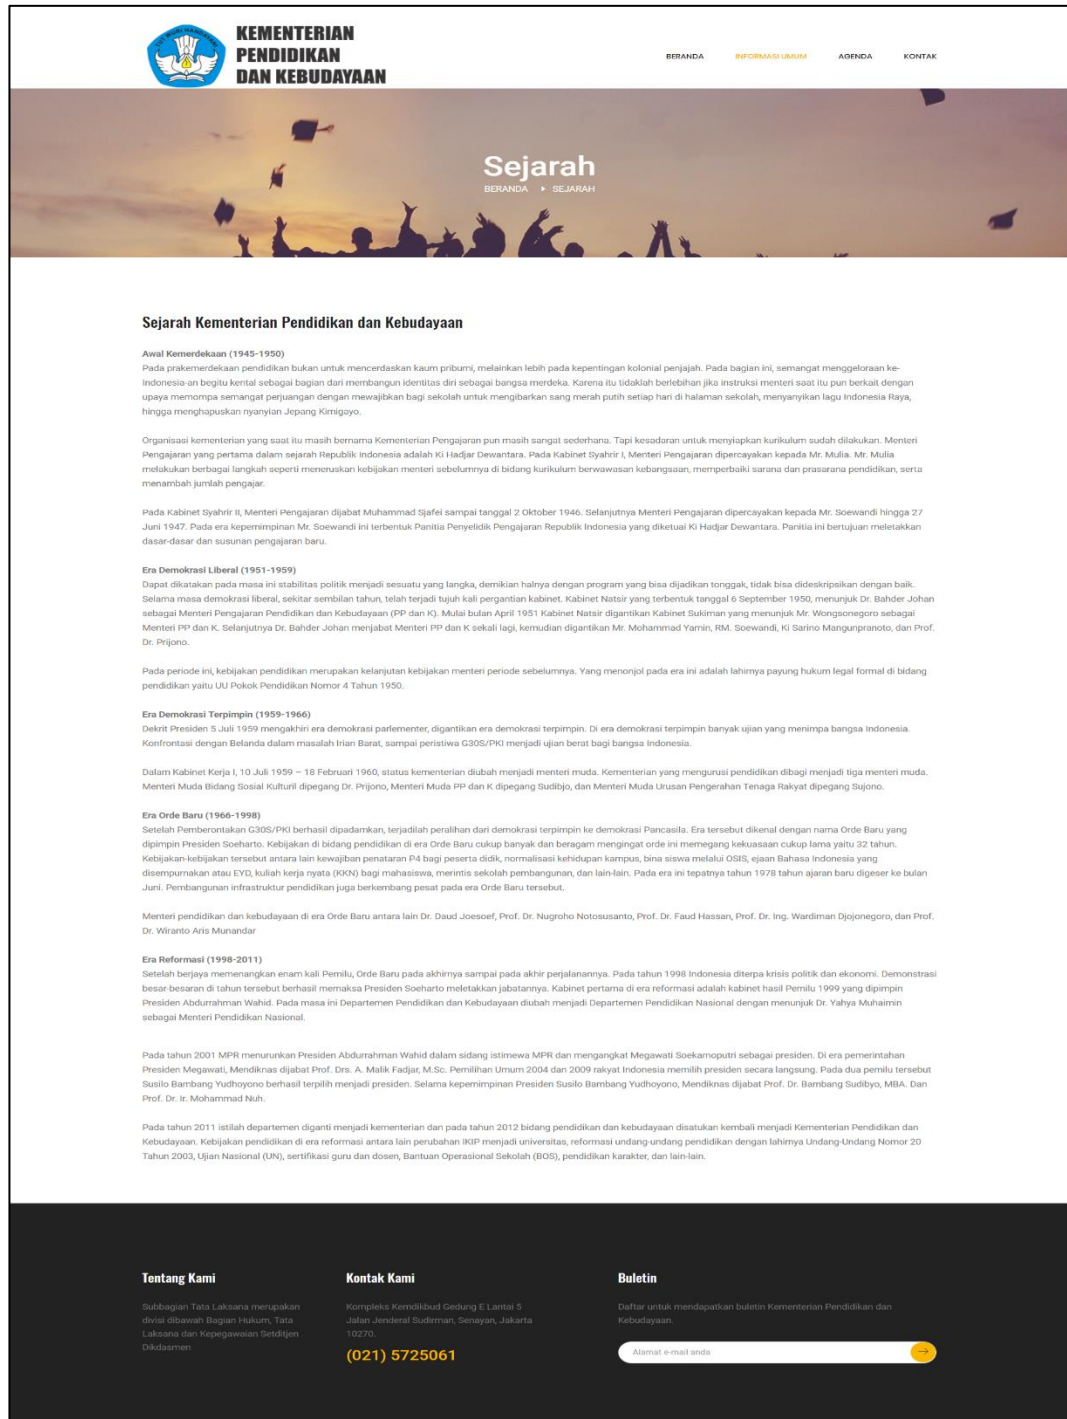 TUT WURI HANDAYANI
KEMENTERIAN
PENDIDIKAN
DAN KEBUDAYAAN
BERANDA INFORMASI UMUM AGENDA KONTAK
Sejarah
BERANDA SEJARAH
Sejarah Kementerian Pendidikan dan Kebudayaan
Awal Kemerdekaan (1945-1950)
Pada prakemerdekaan pendidikan bukan untuk mencerdaskan kaum pribumi, melainkan lebih pada kepentingan kolonial penjajah. Pada bagian ini, semangat menggeloraan ke-
Indonesia-an begitu kental sebagai bagian dari membangun identitas diri sebagai bangsa merdeka. Karena itu tidaklah berlebihan jika instruksi menteri saat itu pun berkait dengan
upaya memompa semangat perjuangan dengan mewajibkan bagi sekolah untuk mengibarkan sang merah putih setiap hari di halaman sekolah, menyanyikan lagu Indonesia Raya,
hingga menghapuskan nyanyian Jepang Kimigayo.
Organisasi kementerian yang saat itu masih bernama Kementerian Pengajaran pun masih sangat sederhana. Tapi kesadaran untuk menyiapkan kurikulum sudah dilakukan. Menteri
Pengajaran yang pertama dalam sejarah Republik Indonesia adalah Ki Hadjar Dewantara. Pada Kabinet Syahrir I, Menteri Pengajaran dipercayakan kepada Mr. Mulia. Mr. Mulia
melakukan berbagai langkah seperti meneruskan kebijakan menteri sebelumnya di bidang kurikulum berwawasan kebangsaan, memperbaiki sarana dan prasarana pendidikan, serta
menambah jumlah pengajar.
Pada Kabinet Syahrir II, Menteri Pengajaran dijabat Muhammad Sjafei sampai tanggal 2 Oktober 1946. Selanjutnya Menteri Pengajaran dipercayakan kepada Mr. Soewandi hingga 27
Juni 1947. Pada era kepemimpinan Mr. Soewandi ini terbentuk Panitia Penyelidik Pengajaran Republik Indonesia yang diketuai Ki Hadjar Dewantara. Panitia ini bertujuan meletakkan
dasar-dasar dan susunan pengajaran baru.
Era Demokrasi Liberal (1951-1959)
Dapat dikatakan pada masa ini stabilitas politik menjadi sesuatu yang langka, demikian halnya dengan program yang bisa dijadikan tonggak, tidak bisa dideskripsikan dengan baik.
Selama masa demokrasi liberal, sekitar sembilan tahun, telah terjadi tujuh kali pergantian kabinet. Kabinet Natsir yang terbentuk tanggal 6 September 1950, menunjuk Dr. Bahder Johan
sebagai Menteri Pengajaran Pendidikan dan Kebudayaan (PP dan K). Mulai bulan April 1951 Kabinet Natsir digantikan Kabinet Sukiman yang menunjuk Mr. Wongsonegoro sebagai
Menteri PP dan K. Selanjutnya Dr. Bahder Johan menjabat Menteri PP dan K sekali lagi, kemudian digantikan Mr. Mohammad Yamin, RM. Soewandi, Ki Sarino Mangunpranoto, dan Prof.
Dr. Prijono.
Pada periode ini, kebijakan pendidikan merupakan kelanjutan kebijakan menteri periode sebelumnya. Yang menonjol pada era ini adalah lahirnya payung hukum legal formal di bidang
pendidikan yaitu UU Pokok Pendidikan Nomor 4 Tahun 1950.
Era Demokrasi Terpimpin (1959-1966)
Dekrit Presiden 5 Juli 1959 mengakhiri era demokrasi parlementer, digantikan era demokrasi terpimpin. Di era demokrasi terpimpin banyak ujian yang menimpa bangsa Indonesia.
Konfrontasi dengan Belanda dalam masalah Irian Barat, sampai peristiwa G30S/PKI menjadi ujian berat bagi bangsa Indonesia.
Dalam Kabinet Kerja I, 10 Juli 1959 – 18 Februari 1960, status kementerian diubah menjadi menteri muda. Kementerian yang mengurusi pendidikan dibagi menjadi tiga menteri muda.
Menteri Muda Bidang Sosial Kulturil dipegang Dr. Prijono, Menteri Muda PP dan K dipegang Sudibjo, dan Menteri Muda Urusan Pengerahan Tenaga Rakyat dipegang Sujono.
Era Orde Baru (1966-1998)
Setelah Pemberontakan G30S/PKI berhasil dipadamkan, terjadilah peralihan dari demokrasi terpimpin ke demokrasi Pancasila. Era tersebut dikenal dengan nama Orde Baru yang
dipimpin Presiden Soeharto. Kebijakan di bidang pendidikan di era Orde Baru cukup banyak dan beragam mengingat orde ini memegang kekuasaan cukup lama yaitu 32 tahun.
Kebijakan-kebijakan tersebut antara lain kewajiban penataran P4 bagi peserta didik, normalisasi kehidupan kampus, bina siswa melalui OSIS, ejaan Bahasa Indonesia yang
disempurnakan atau EYD, kuliah kerja nyata (KKN) bagi mahasiswa, merintis sekolah pembangunan, dan lain-lain. Pada era ini tepatnya tahun 1978 tahun ajaran baru digeser ke bulan
Juni. Pembangunan infrastruktur pendidikan juga berkembang pesat pada era Orde Baru tersebut.
Menteri pendidikan dan kebudayaan di era Orde Baru antara lain Dr. Daud Joesoef, Prof. Dr. Nugroho Notosusanto, Prof. Dr. Faud Hassan, Prof. Dr. Ing. Wardiman Djojonegoro, dan Prof.
Dr. Wiranto Aris Munandar
Era Reformasi (1998-2011)
Setelah berjaya memenangkan enam kali Pemilu, Orde Baru pada akhirnya sampai pada akhir perjalanannya. Pada tahun 1998 Indonesia diterpa krisis politik dan ekonomi. Demonstrasi
besar-besaran di tahun tersebut berhasil memaksa Presiden Soeharto meletakkan jabatannya. Kabinet pertama di era reformasi adalah kabinet hasil Pemilu 1999 yang dipimpin
Presiden Abdurrahman Wahid. Pada masa ini Departemen Pendidikan dan Kebudayaan diubah menjadi Departemen Pendidikan Nasional dengan menunjuk Dr. Yahya Muhaimin
sebagai Menteri Pendidikan Nasional.
Pada tahun 2001 MPR menurunkan Presiden Abdurrahman Wahid dalam sidang istimewa MPR dan mengangkat Megawati Soekarnoputri sebagai presiden. Di era pemerintahan
Presiden Megawati, Mendiknas dijabat Prof. Drs. A. Malik Fadjar, M.Sc. Pemilihan Umum 2004 dan 2009 rakyat Indonesia memilih presiden secara langsung. Pada dua pemilu tersebut
Susilo Bambang Yudhoyono berhasil terpilih menjadi presiden. Selama kepemimpinan Presiden Susilo Bambang Yudhoyono, Mendiknas dijabat Prof. Dr. Bambang Sudibyo, MBA. Dan
Prof. Dr. Ir. Mohammad Nuh.
Pada tahun 2011 istilah departemen diganti menjadi kementerian dan pada tahun 2012 bidang pendidikan dan kebudayaan disatukan kembali menjadi Kementerian Pendidikan dan
Kebudayaan. Kebijakan pendidikan di era reformasi antara lain perubahan IKIP menjadi universitas, reformasi undang-undang pendidikan dengan lahirnya Undang-Undang Nomor 20
Tahun 2003, Ujian Nasional (UN), sertifikasi guru dan dosen, Bantuan Operasional Sekolah (BOS), pendidikan karakter, dan lain-lain.
Tentang Kami
Subbagian Tata Laksana merupakan
divisi dibawah Bagian Hukum, Tata
Laksana dan Kepegawaian Setditjen
Dikdasmen
Kontak Kami
Kompleks Kemdikbud Gedung E Lantai 5
Jalan Jenderal Sudirman, Senayan, Jakarta
10270.
(021) 5725061
Buletin
Daftar untuk mendapatkan buletin Kementerian Pendidikan dan
Kebudayaan.
Alamat e-mail anda